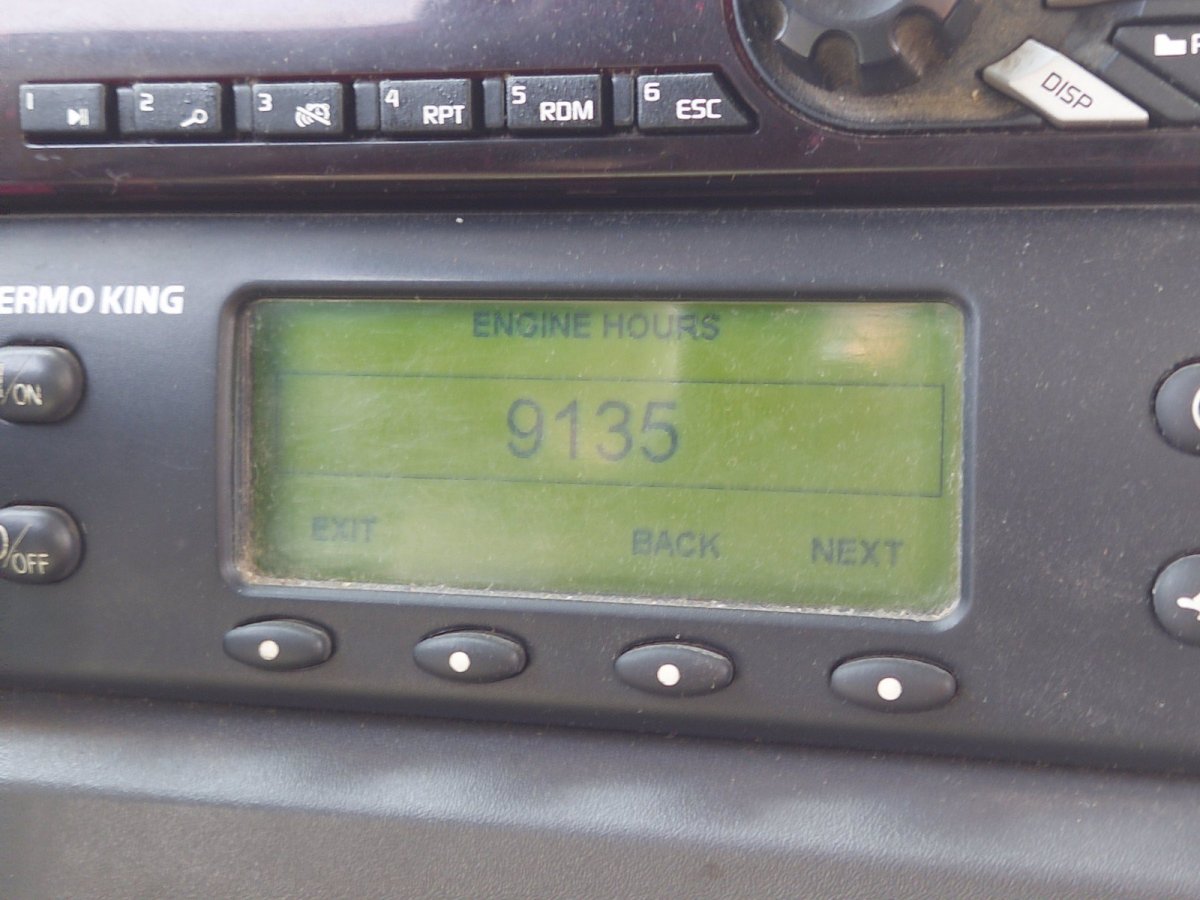 1
2
3
4 RPT
5 RDM
6 ESC
DISP
ERMO KING
/ON
/OFF
ENGINE HOURS
9135
EXIT BACK NEXT